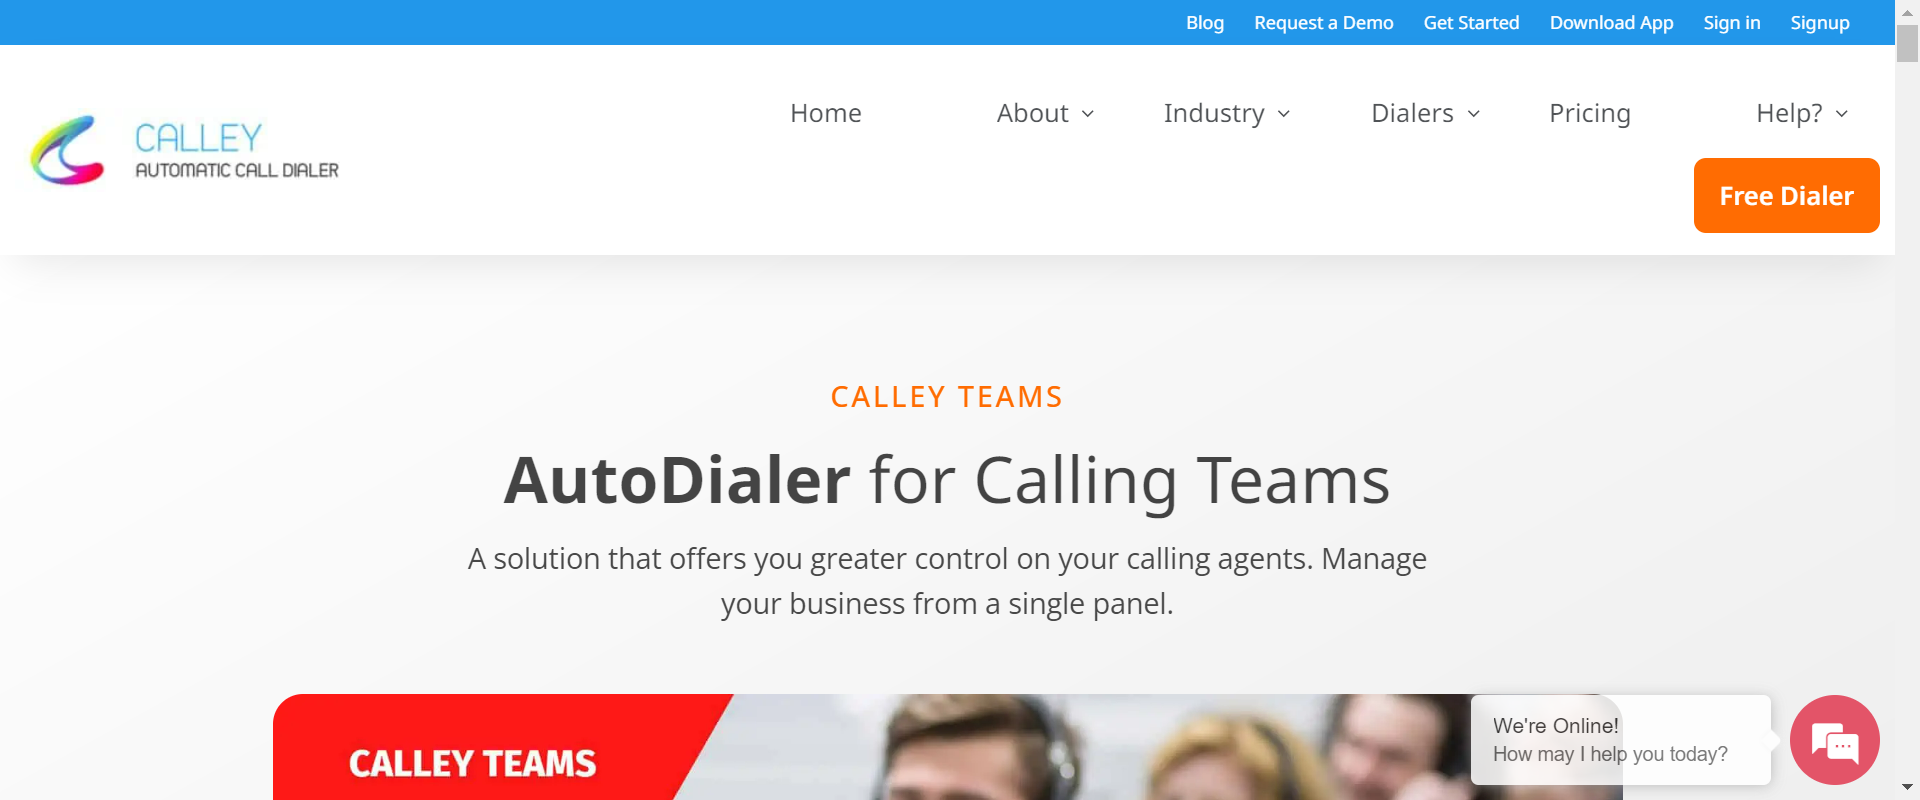 Blog Request a Demo Get Started Download App Sign in Signup
CALLEY
AUTOMATIC CALL DIALER
Home About Industry Dialers Pricing Help?
Free Dialer
CALLEY TEAMS
AutoDialer for Calling Teams
A solution that offers you greater control on your calling agents. Manage
your business from a single panel.
CALLEY TEAMS
We're Online!
How may I help you today?